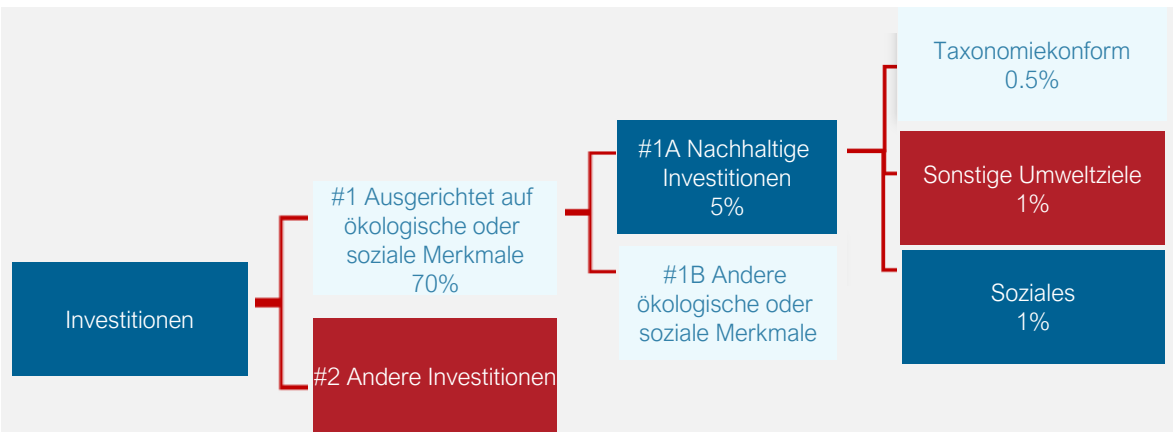 Investitionen
#1 Ausgerichtet auf
ökologische oder
soziale Merkmale
70%
#2 Andere Investitionen
#1A Nachhaltige
Investitionen
5%
#1B Andere
ökologische oder
soziale Merkmale
Taxonomiekonform
0.5%
Sonstige Umweltziele
1%
Soziales
1%